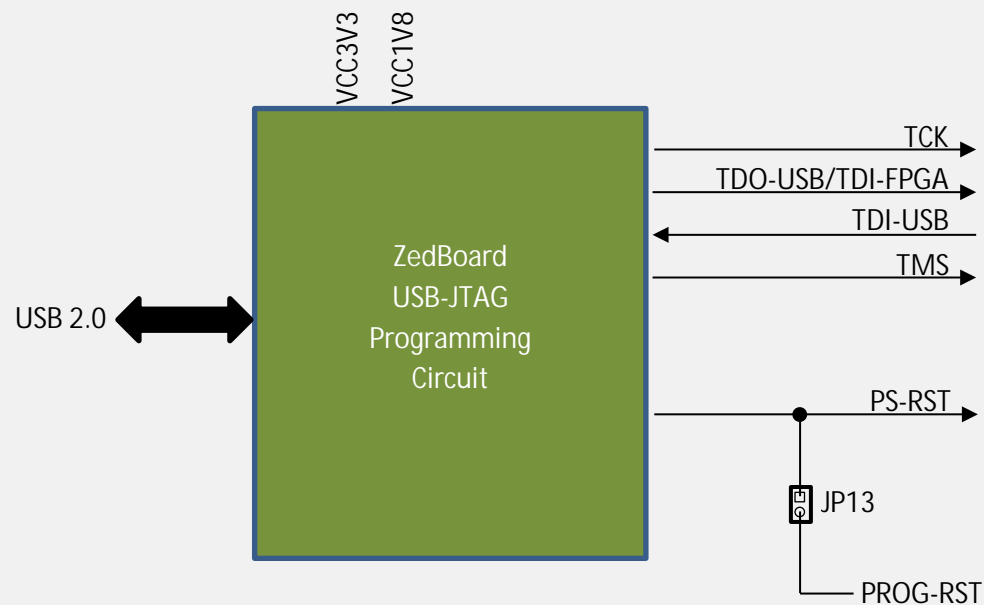 VCC3V3
VCC1V8
TCK
TDO-USB/TDI-FPGA
TDI-USB
TMS
ZedBoard
USB-JTAG
Programming
Circuit
USB 2.0
PS-RST
JP13
PROG-RST